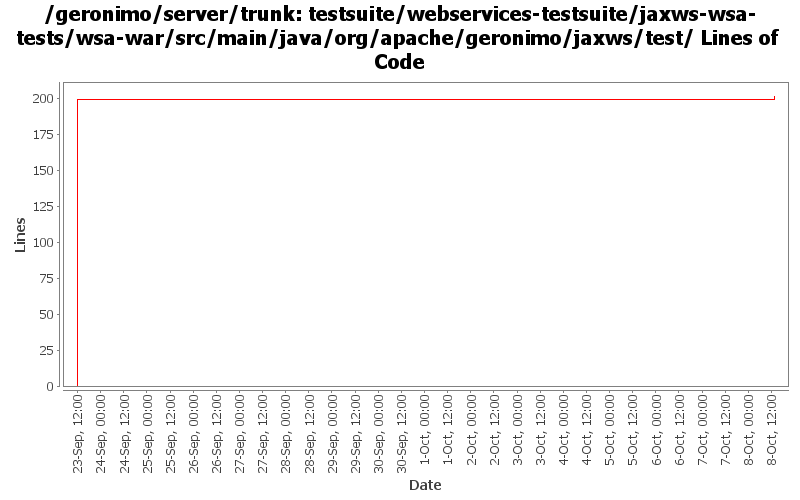 /geronimo/server/trunk: testsuite/webservices-testsuite/jaxws-wsa-
tests/wsa-war/src/main/java/org/apache/geronimo/jaxws/test/ Lines of
Code
200
175
150
125
100
75
50
25
0
Lines
23-Sep, 12:00
24-Sep, 00:00
24-Sep, 12:00
25-Sep, 00:00
25-Sep, 12:00
26-Sep, 00:00
26-Sep, 12:00
27-Sep, 00:00
27-Sep, 12:00
28-Sep, 00:00
28-Sep, 12:00
29-Sep, 00:00
29-Sep, 12:00
30-Sep, 00:00
30-Sep, 12:00
1-Oct, 00:00
1-Oct, 12:00
2-Oct, 00:00
2-Oct, 12:00
3-Oct, 00:00
3-Oct, 12:00
4-Oct, 00:00
4-Oct, 12:00
5-Oct, 00:00
5-Oct, 12:00
6-Oct, 00:00
6-Oct, 12:00
7-Oct, 00:00
7-Oct, 12:00
8-Oct, 00:00
8-Oct, 12:00
Date